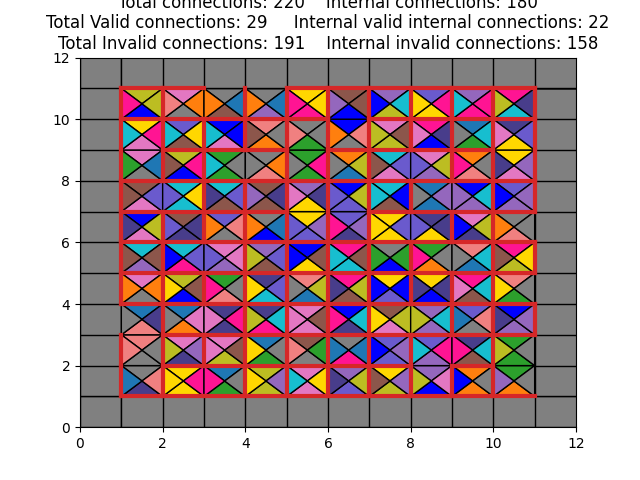 Total connections: 220 Internal connections: 180
Total Valid connections: 29 Internal valid internal connections: 22
Total Invalid connections: 191 Internal invalid connections: 158
12
10
8
6
4
2
0
0 2 4 6 8 10 12